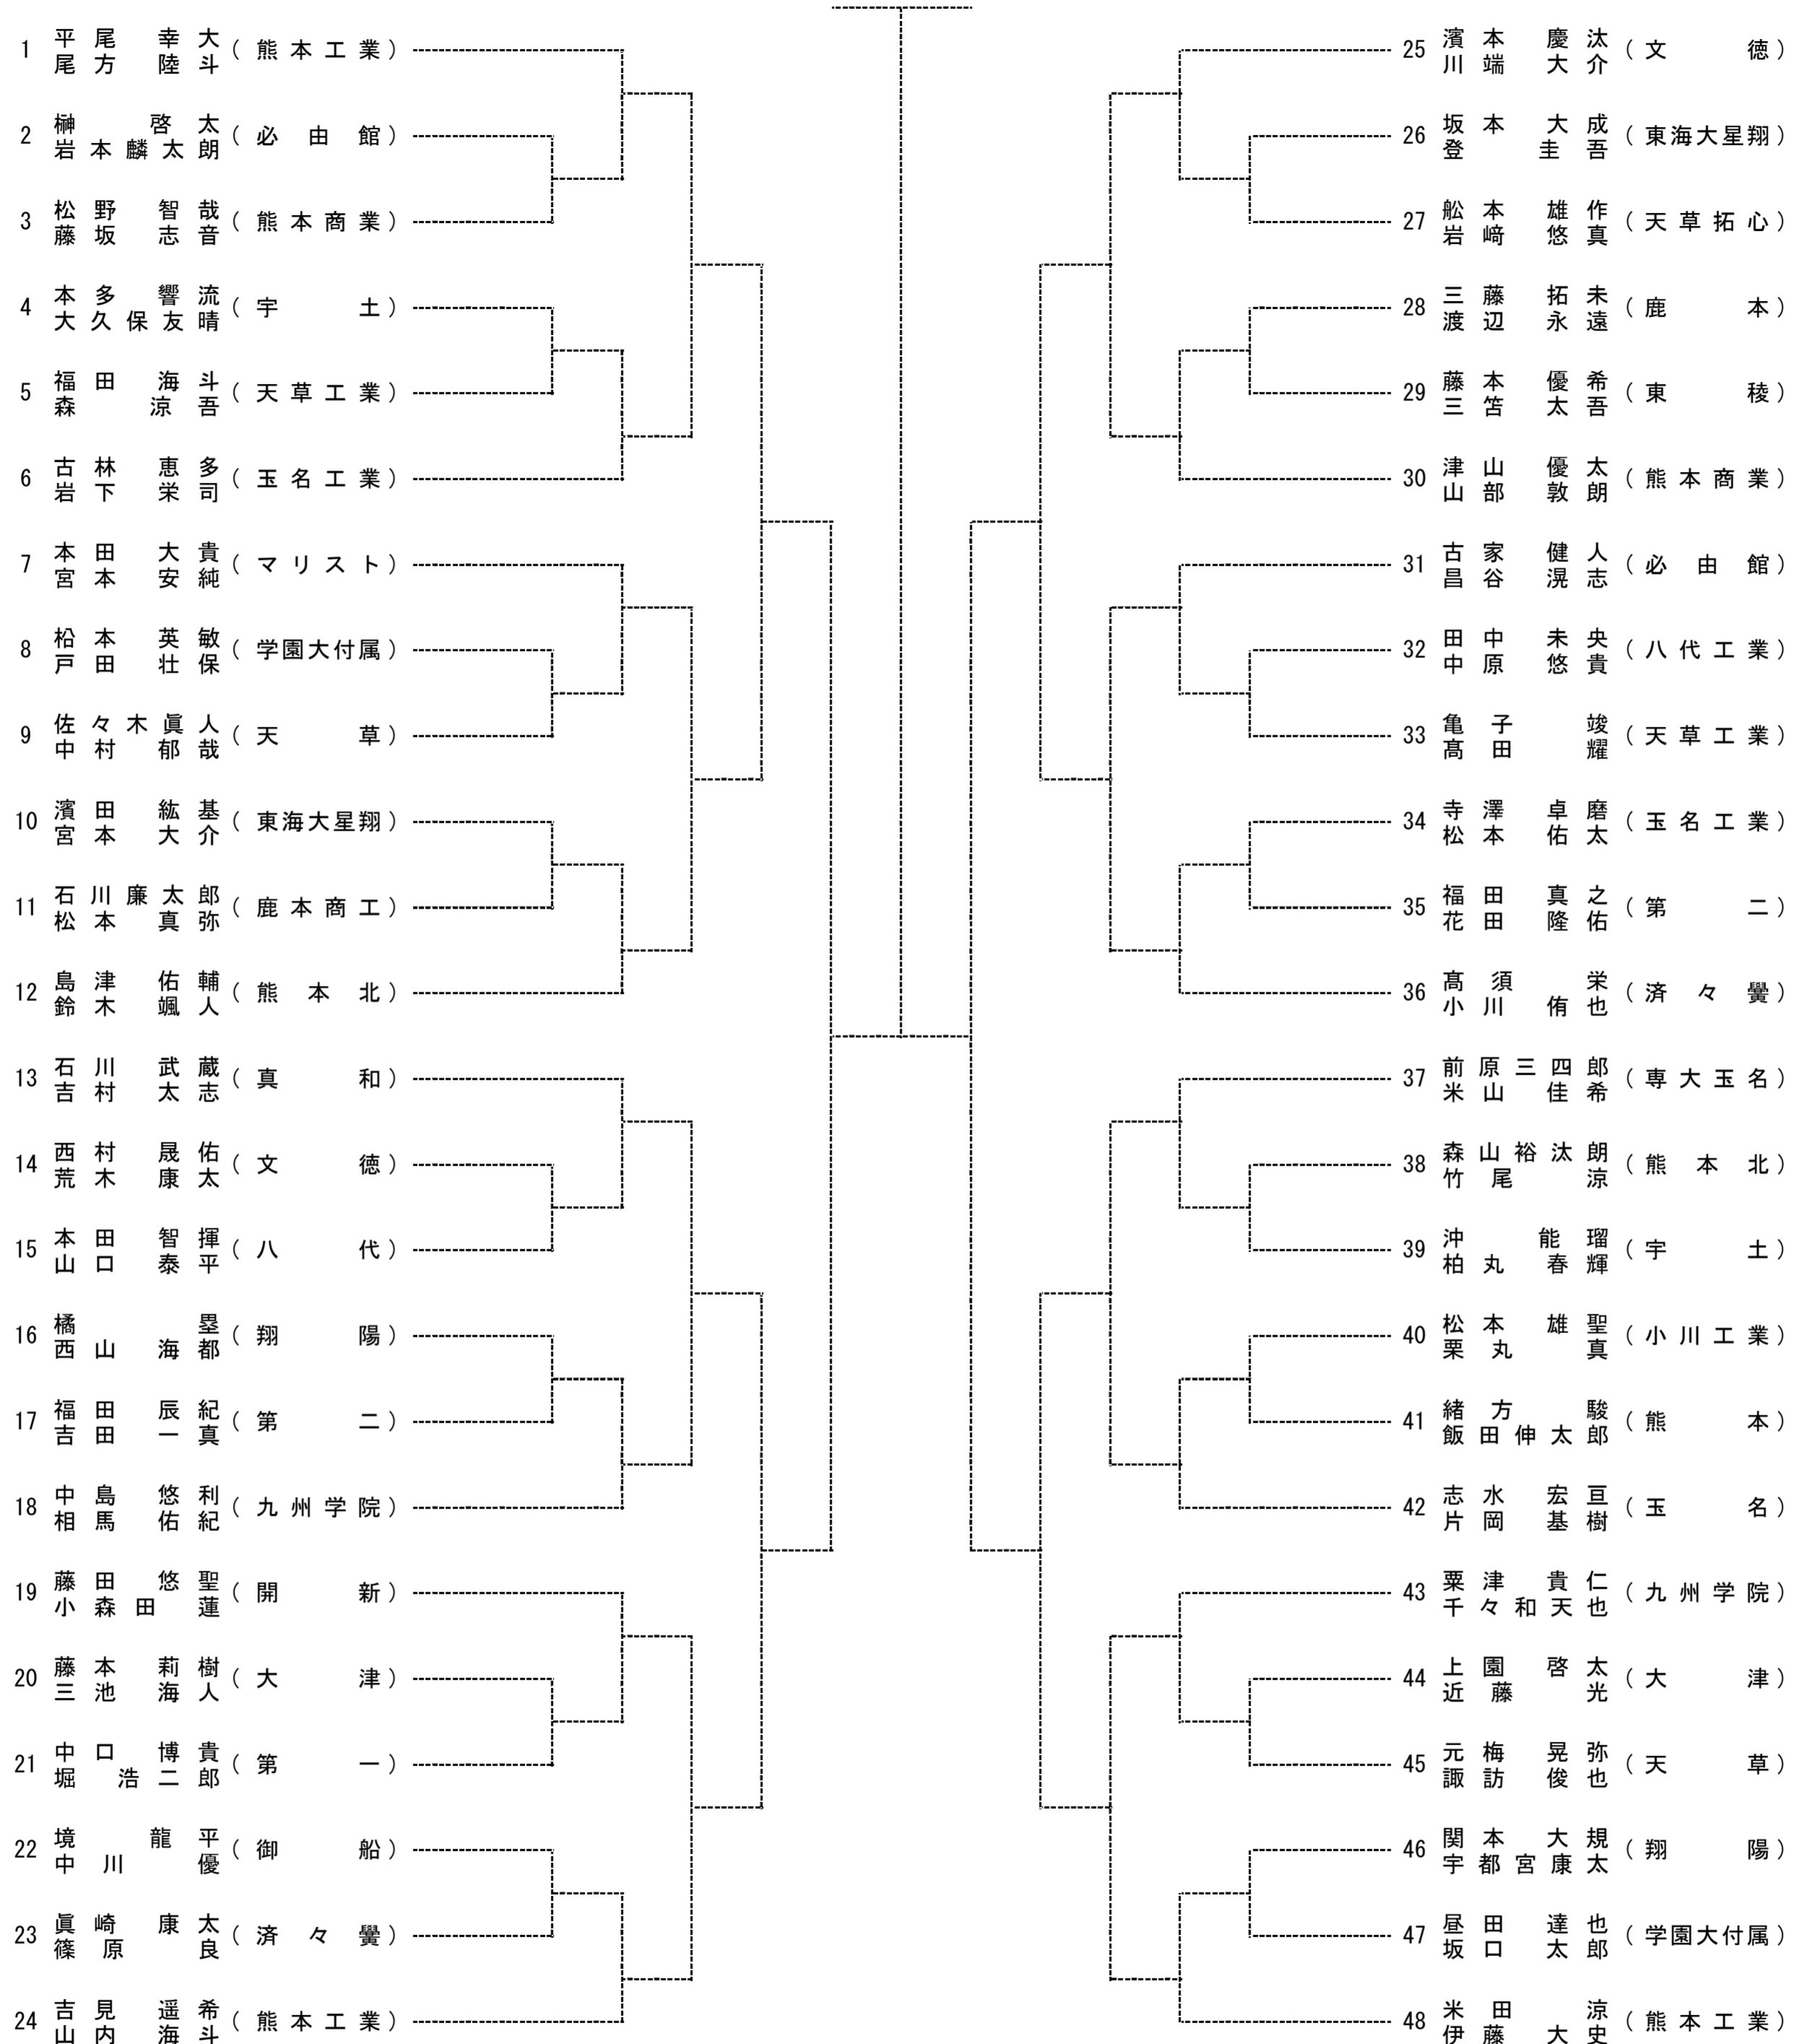 1 平尾 幸大 (熊本工業)
尾方 陸斗
2 榊 啓太 (必由館)
岩本麟太朗
3 松野 智哉 (熊本商業)
藤坂 志音
4 本多 響流 (宇土)
大久保友晴
5 福田 海斗 (天草工業)
森 涼吾
6 古林 恵多 (玉名工業)
岩下 栄司
7 本田 大貴 (マリスト)
宮本 安純
8 柗本 英敏 (学園大付属)
戸田 壮保
9 佐々木眞人 (天草)
中村 郁哉
10 濱田 紘基 (東海大星翔)
宮本 大介
11 石川廉太郎 (鹿本商工)
松本 真弥
12 島津 佑輔 (熊本北)
鈴木 颯人
13 石川 武蔵 (真和)
吉村 太志
14 西村 晟佑 (文徳)
荒木 康太
15 本田 智揮 (八代)
山口 泰平
16 橘 塁 (翔陽)
西山 海都
17 福田 辰紀 (第二)
吉田 一真
18 中島 悠利 (九州学院)
相馬 佑紀
19 藤田 悠聖 (開新)
小森田 蓮
20 藤本 莉樹 (大津)
三池 海人
21 中口 博貴 (第一)
堀 浩二郎
22 境 龍平 (御船)
中川 優
23 眞崎 康太 (済々黌)
篠原 良
24 吉見 遥希 (熊本工業)
山内 海斗
25 濱本 慶汰 (文徳)
川端 大介
26 坂本 大成 (東海大星翔)
登 圭吾
27 舩本 雄作 (天草拓心)
岩﨑 悠真
28 三藤 拓未 (鹿本)
渡辺 永遠
29 藤本 優希 (東稜)
三笘 太吾
30 津山 優太 (熊本商業)
山部 敦朗
31 古家 健人 (必由館)
昌谷 滉志
32 田中 未央 (八代工業)
中原 悠貴
33 亀子 竣 (天草工業)
髙田 耀
34 寺澤 卓磨 (玉名工業)
松本 佑太
35 福田 真之 (第二)
花田 隆佑
36 髙須 栄 (済々黌)
小川 侑也
37 前原三四郎 (専大玉名)
米山 佳希
38 森山裕汰朗 (熊本北)
竹尾 涼
39 沖 能瑠 (宇土)
柏丸 春輝
40 松本 雄聖 (小川工業)
栗丸 真
41 緒方 駿 (熊本)
飯田伸太郎
42 志水 宏亘 (玉名)
片岡 基樹
43 粟津 貴仁 (九州学院)
千々和天也
44 上園 啓太 (大津)
近藤 光
45 元梅 晃弥 (天草)
諏訪 俊也
46 関本 大規 (翔陽)
宇都宮康太
47 昼田 達也 (学園大付属)
坂口 太郎
48 米田 涼 (熊本工業)
伊藤 大史